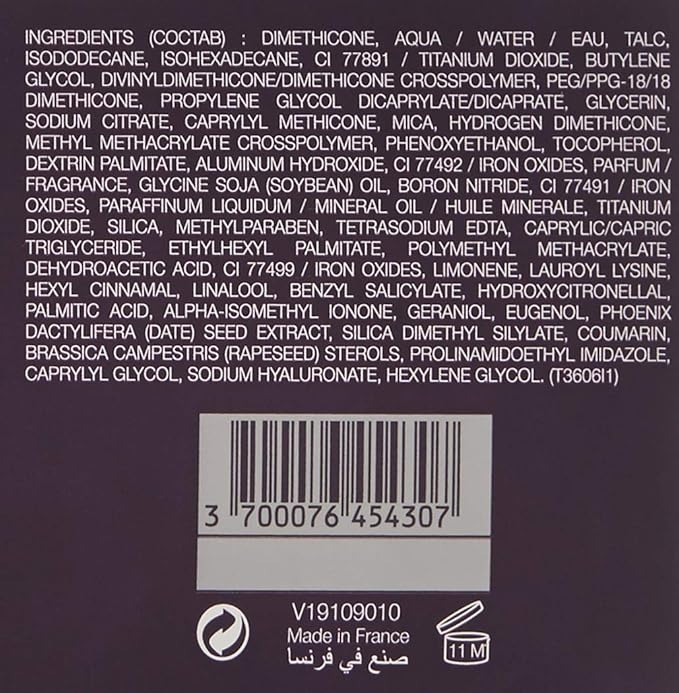 INGREDIENTS (COCTAB) : DIMETHICONE, AQUA / WATER / EAU, TALC,
ISODODECANE, ISOHEXADECANE, CI 77891 / TITANIUM DIOXIDE, BUTYLENE
GLYCOL, DIVINYLDIMETHICONE/DIMETHICONE CROSSPOLYMER, PEG/PPG-18/18
DIMETHICONE, PROPYLENE GLYCOL DICAPRYLATE/DICAPRATE, GLYCERIN,
SODIUM CITRATE, CAPRYLYL METHICONE, MICA, HYDROGEN DIMETHICONE,
METHYL METHACRYLATE CROSSPOLYMER, PHENOXYETHANOL, TOCOPHEROL,
DEXTRIN PALMITATE, ALUMINUM HYDROXIDE, CI 77492 / IRON OXIDES, PARFUM /
FRAGRANCE, GLYCINE SOJA (SOYBEAN) OIL, BORON NITRIDE, CI 77491 / IRON
OXIDES, PARAFFINUM LIQUIDUM / MINERAL OIL / HUILE MINERALE, TITANIUM
DIOXIDE, SILICA, METHYLPARABEN, TETRASODIUM EDTA, CAPRYLIC/CAPRIC
TRIGLYCERIDE, ETHYLHEXYL PALMITATE, POLYMETHYL METHACRYLATE,
DEHYDROACETIC ACID, CI 77499 / IRON OXIDES, LIMONENE, LAUROYL LYSINE,
HEXYL CINNAMAL, LINALOOL, BENZYL SALICYLATE, HYDROXYCITRONELLAL,
PALMITIC ACID, ALPHA-ISOMETHYL IONONE, GERANIOL, EUGENOL, PHOENIX
DACTYLIFERA (DATE) SEED EXTRACT, SILICA DIMETHYL SILYLATE, COUMARIN,
BRASSICA CAMPESTRIS (RAPESEED) STEROLS, PROLINAMIDOETHYL IMIDAZOLE,
CAPRYLYL GLYCOL, SODIUM HYALURONATE, HEXYLENE GLYCOL. (T3606I1)
3 700076 454307
V19109010
Made in France
صنع في فرنسا
11 M